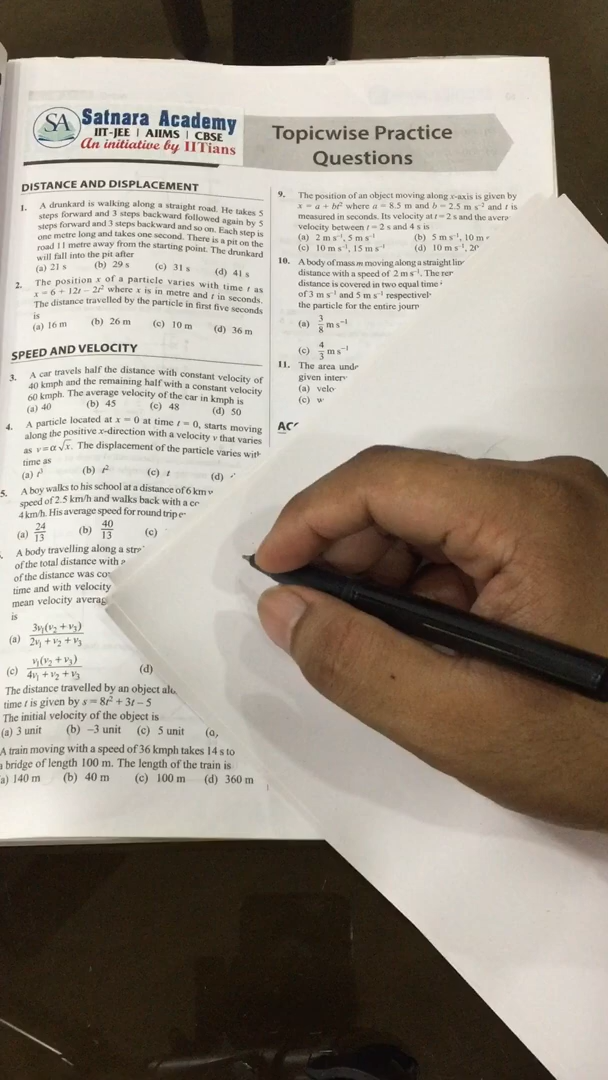 SA
Satnara Academy
IIT-JEE | AIIMS | CBSE
An initiative by IITians
Topicwise Practice
Questions
DISTANCE AND DISPLACEMENT
1. A drunkard is walking along a straight road. He takes 5
steps forward and 3 steps backward followed again by 5
steps forward and 3 steps backward and so on. Each step is
one metre long and takes one second. There is a pit on the
road 11 metre away from the starting point. The drunkard
will fall into the pit after
(a) 21 s (b) 29 s (c) 31 s (d) 41 s
2. The position x of a particle varies with time t as
x = 6 + 12t − 2t² where x is in metre and t in seconds.
The distance travelled by the particle in first five seconds
is
(a) 16 m (b) 26 m (c) 10 m (d) 36 m
SPEED AND VELOCITY
3. A car travels half the distance with constant velocity of
40 kmph and the remaining half with a constant velocity
60 kmph. The average velocity of the car in kmph is
(a) 40 (b) 45 (c) 48 (d) 50
4. A particle located at x = 0 at time t = 0, starts moving
along the positive x-direction with a velocity v that varies
as v = α√x. The displacement of the particle varies with
time as
(a) t³ (b) t² (c) t (d)
5. A boy walks to his school at a distance of 6 km
speed of 2.5 km/h and walks back with a
4 km/h. His average speed for round trip
(a) 24/13 (b) 40/13 (c)
A body travelling along a
of the total distance with
of the distance was
time and with velocity
mean velocity
is
(a) 3v₁(v₂ + v₃)/2v₁ + v₂ + v₃
(c) v₁(v₂ + v₃)/4v₁ + v₂ + v₃ (d)
The distance travelled by an object
time t is given by s = 8t² + 3t − 5
The initial velocity of the object is
(a) 3 unit (b) −3 unit (c) 5 unit
A train moving with a speed of 36 kmph takes 14 s to
a bridge of length 100 m. The length of the train is
a) 140 m (b) 40 m (c) 100 m (d) 360 m
9. The position of an object moving along x-axis is given by
x = a + bt² where a = 8.5 m and b = 2.5 m s⁻² and t is
measured in seconds. Its velocity at t = 2 s and the
velocity between t = 2 s and 4 s is
(a) 2 m s⁻¹, 5 m s⁻¹ (b) 5 m s⁻¹, 10 m
(c) 10 m s⁻¹, 15 m s⁻¹ (d) 10 m s⁻¹,
10. A body of mass m moving along a straight
distance with a speed of 2 m s⁻¹. The
distance is covered in two equal time
of 3 m s⁻¹ and 5 m s⁻¹
the particle for the entire
(a) 3/8 m s⁻¹
(c) 4/3 m s⁻¹
11. The area
given
(a)
(c)